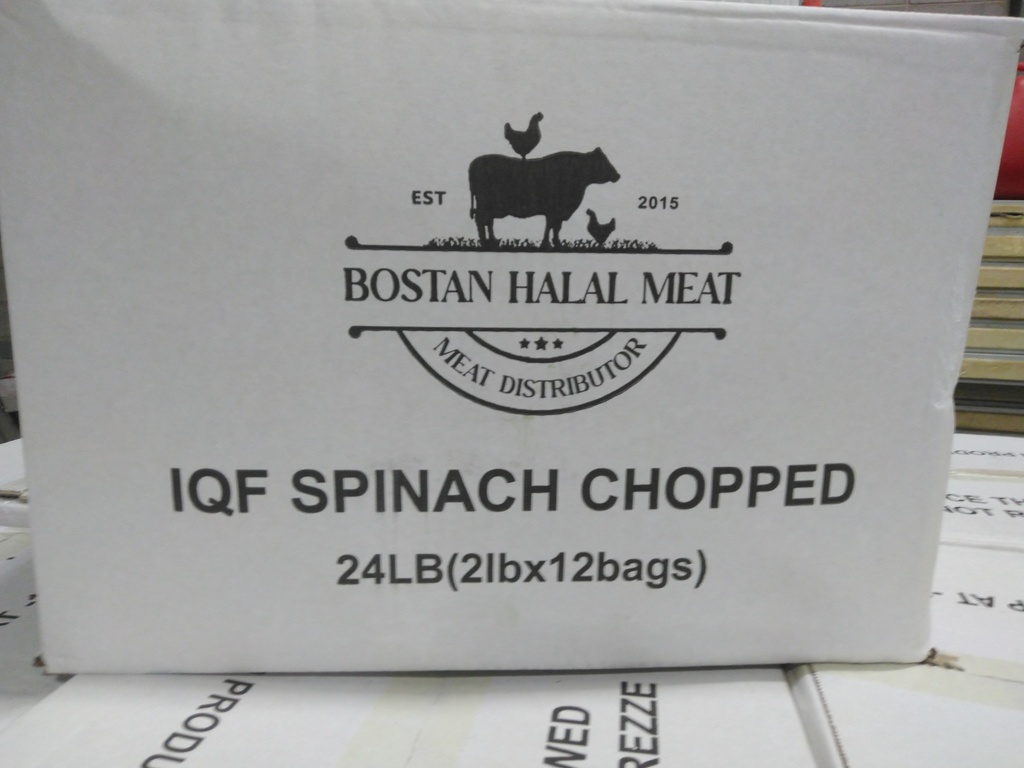 EST 2015
BOSTAN HALAL MEAT
MEAT DISTRIBUTOR
IQF SPINACH CHOPPED
24LB(2lbx12bags)